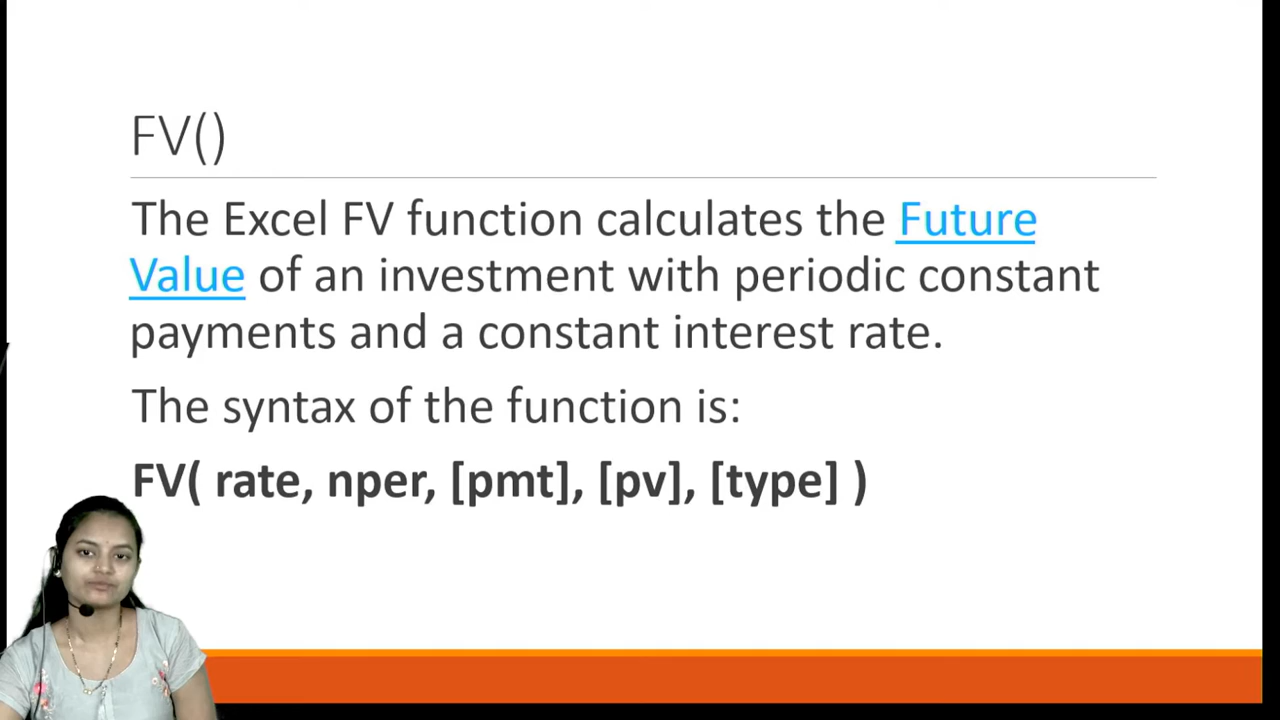 FV()
The Excel FV function calculates the Future
Value of an investment with periodic constant
payments and a constant interest rate.
The syntax of the function is:
FV( rate, nper, [pmt], [pv], [type] )